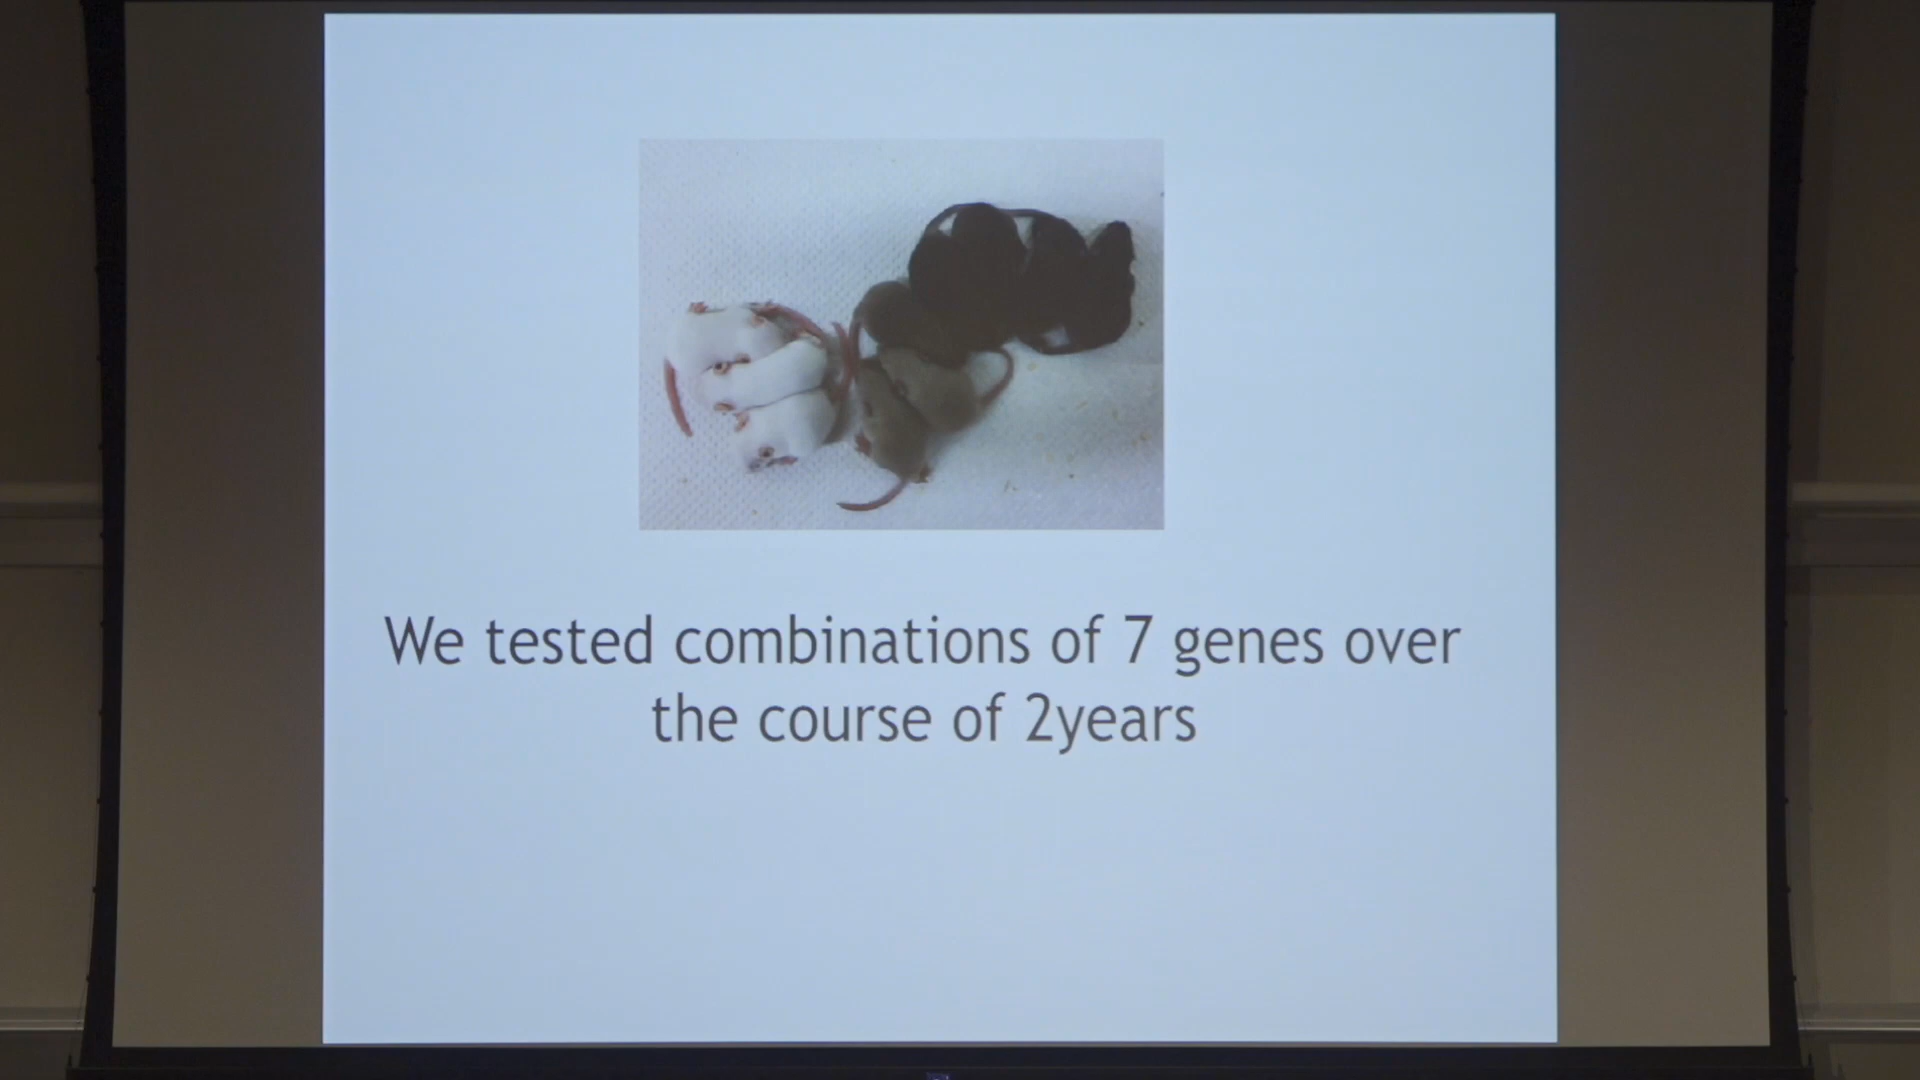 We tested combinations of 7 genes over
the course of 2years